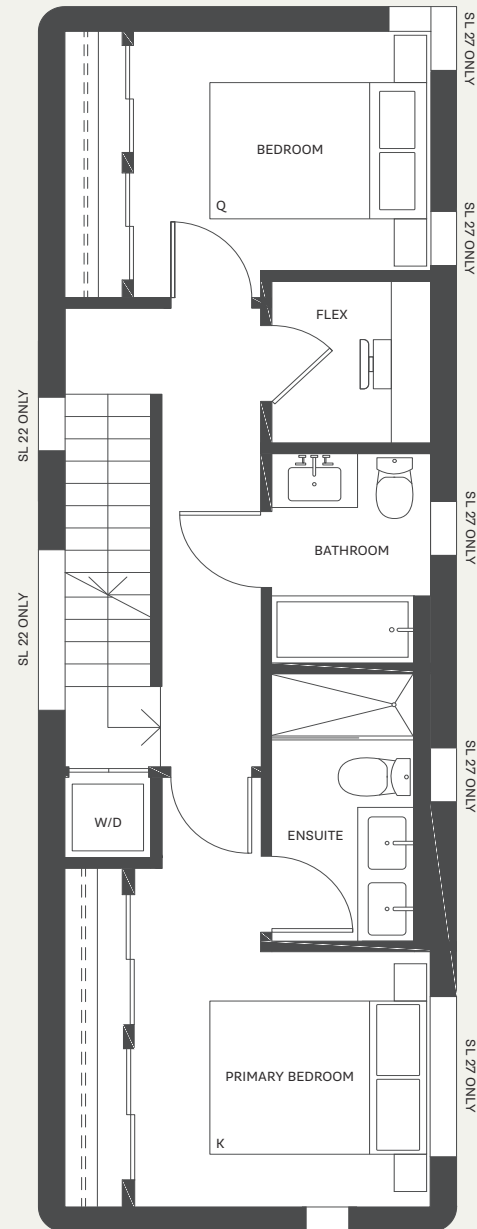 SL 27 ONLY
BEDROOM
Q
SL 27 ONLY
FLEX
SL 22 ONLY
SL 27 ONLY
BATHROOM
SL 22 ONLY
SL 27 ONLY
W/D
ENSUITE
SL 27 ONLY
PRIMARY BEDROOM
K